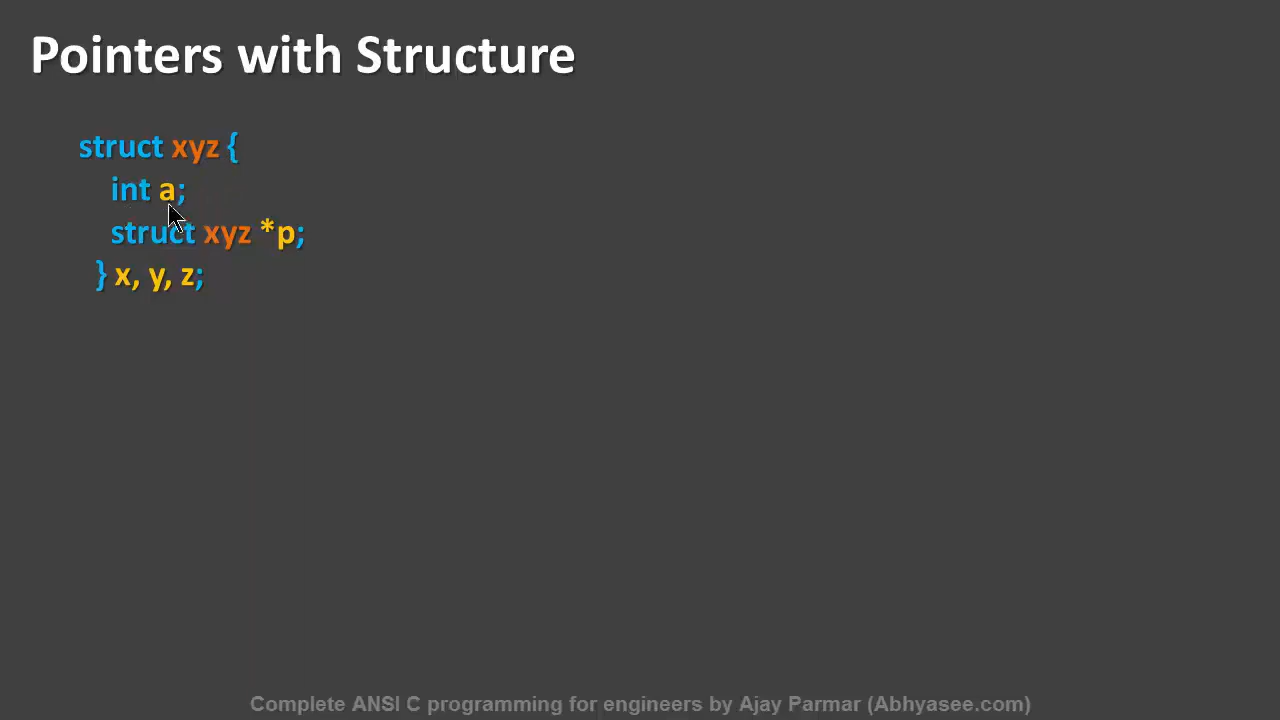 Pointers with Structure
struct xyz {
int a;
struct xyz *p;
} x, y, z;
Complete ANSI C programming for engineers by Ajay Parmar (Abhyasee.com)